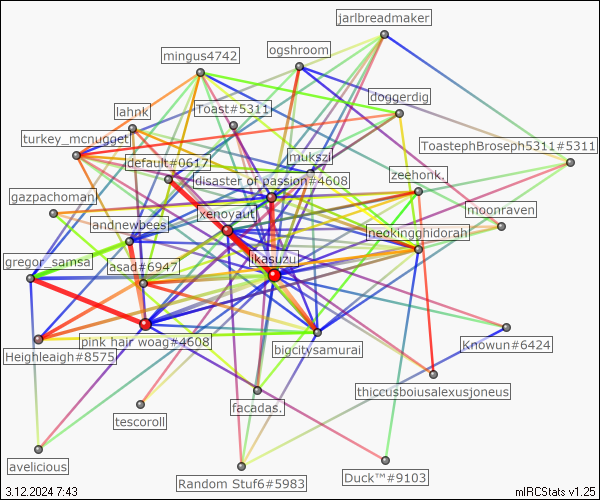 jarlbreadmaker
ogshroom
mingus4742
doggerdig
Toast#5311
lahnk
turkey_mcnugget
ToastephBroseph5311#5311
mukszil
default#0617
zeehonk.
disaster of passion#4608
gazpachoman
moonraven
xenoyaut
andnewbees
neokingghidorah
gregor_samsa
ikasuzu
asad#6947
pink hair woag#4608
Knowun#6424
bigcitysamurai
Heighleaigh#8575
thiccusboiusalexusjoneus
facadas.
tescoroll
avelicious
Duck™#9103
Random Stuf6#5983
3.12.2024 7:43
mIRCStats v1.25